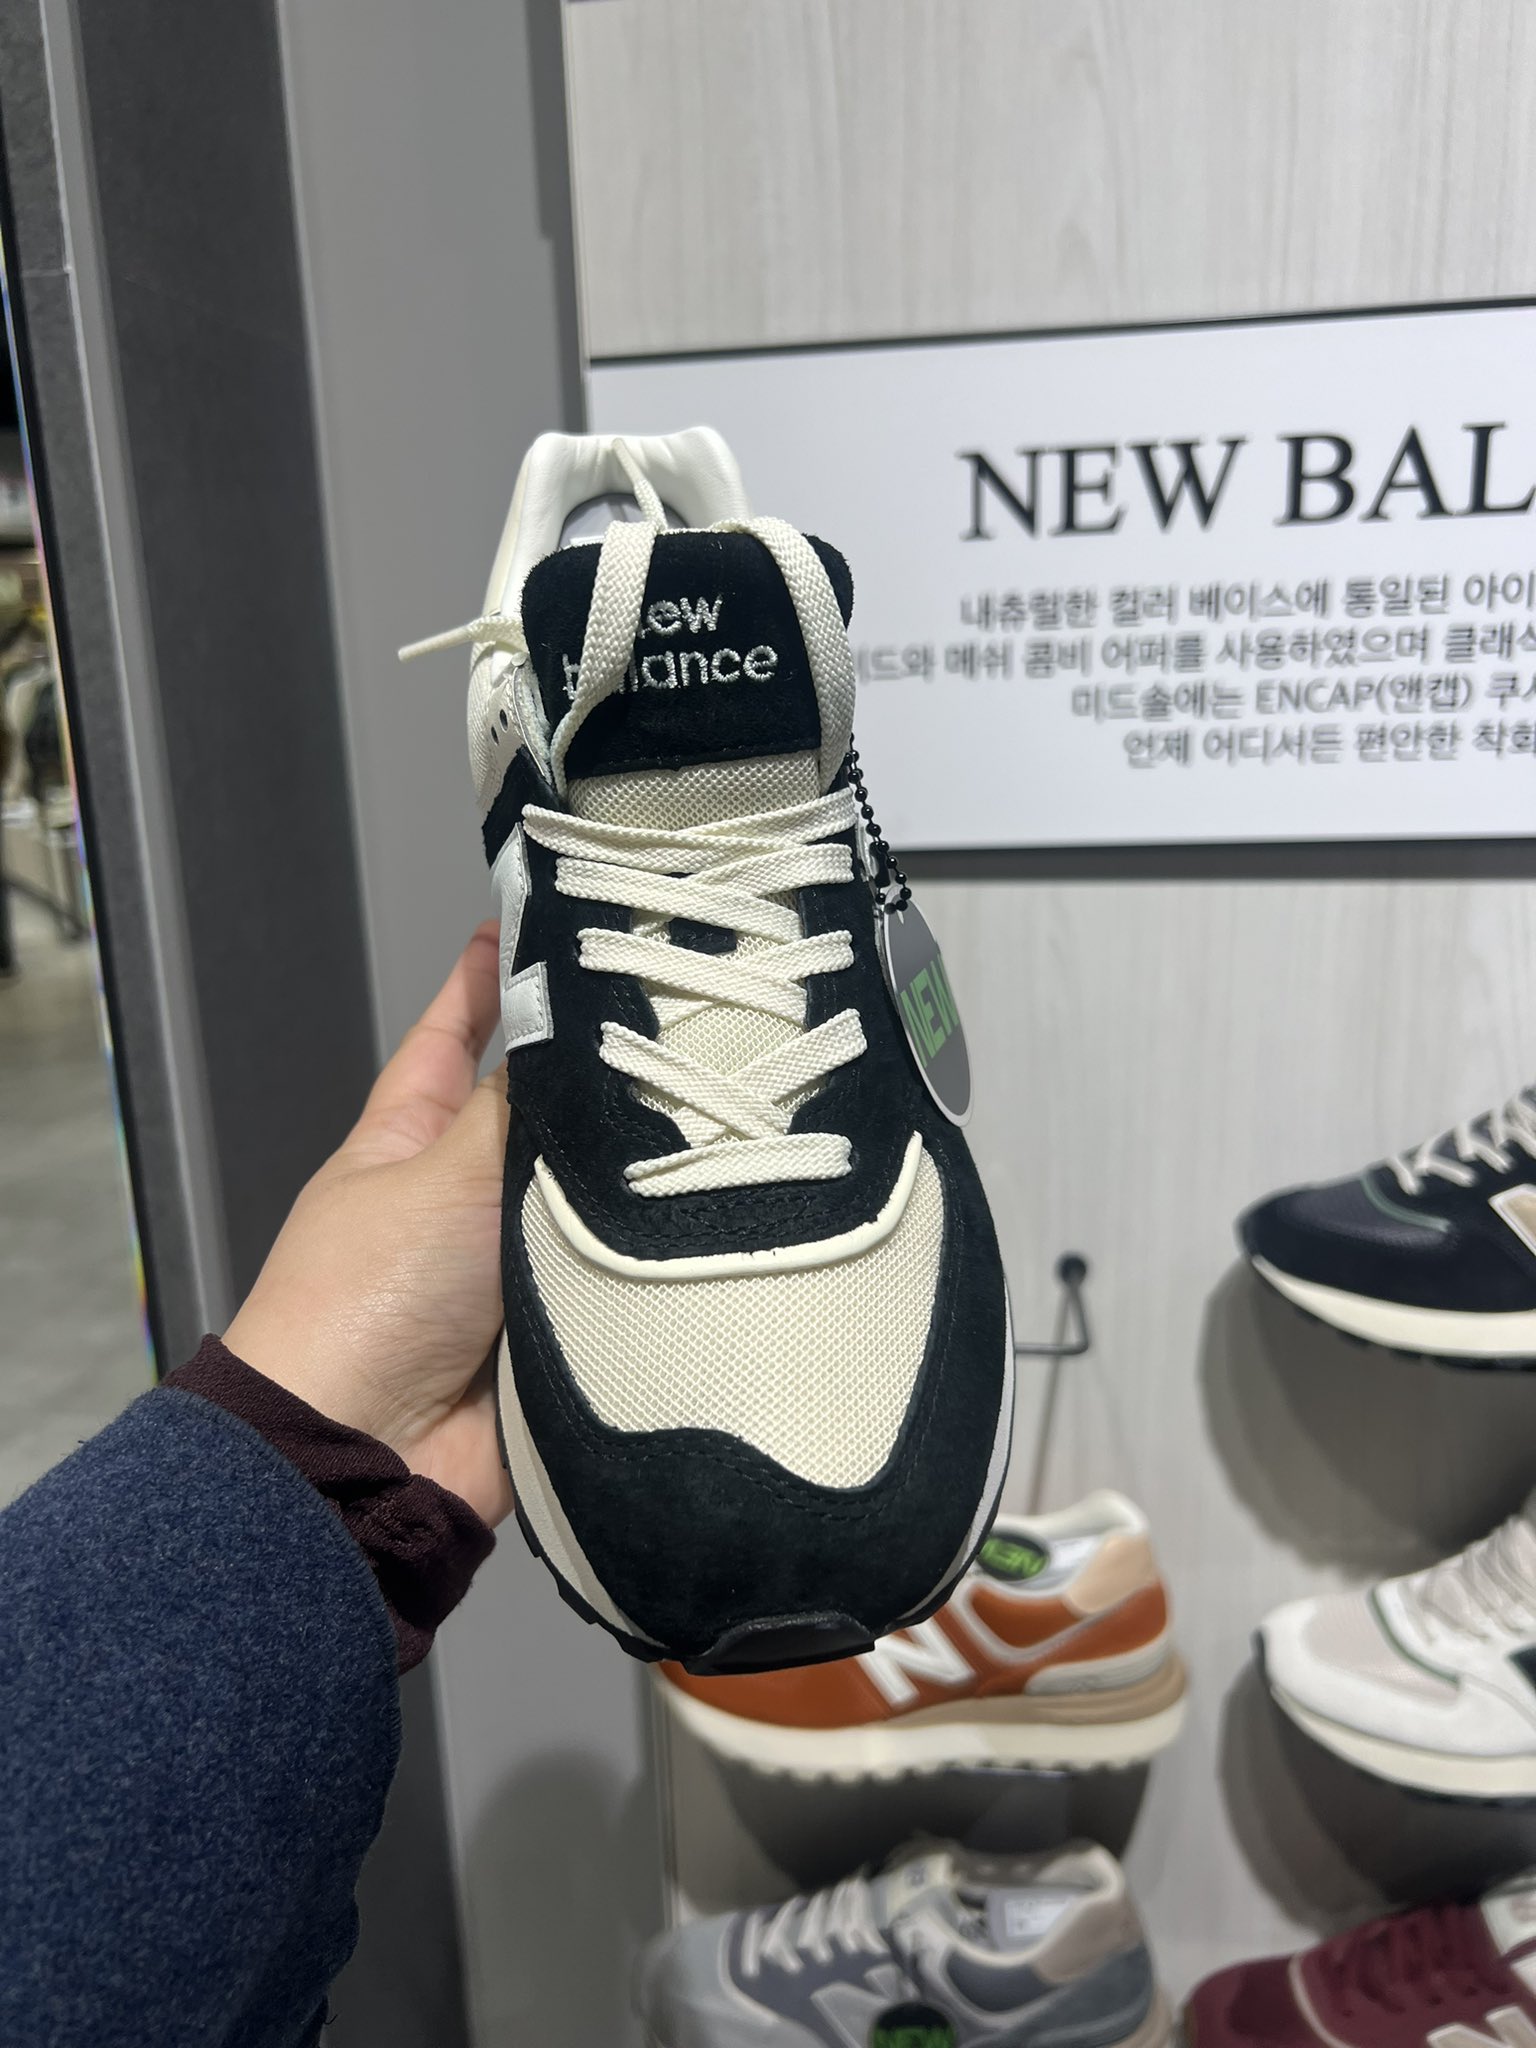 NEW BAL
내츄럴한 컬러 베이스에 통일된 아이
드와 메쉬 콤비 어퍼를 사용하였으며 클래식
미드솔에는 ENCAP(앤캡) 쿠
언제 어디서든 편안한 착화
new
balance
NEW
N
NEW
N
NEW